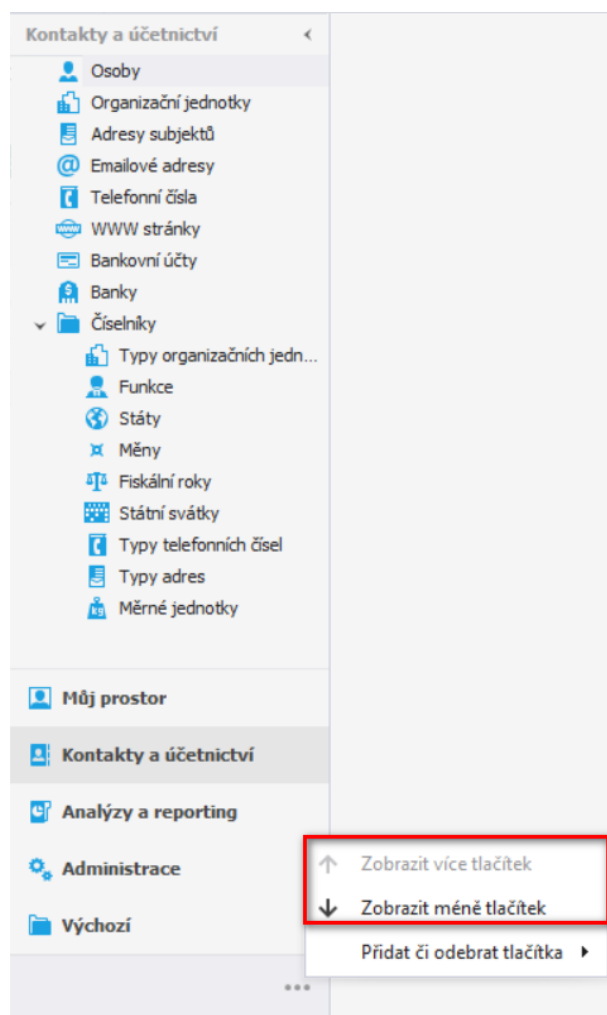 Kontakty a účetnictví
Osoby
Organizační jednotky
Adresy subjektů
Emailové adresy
Telefonní čísla
WWW stránky
Bankovní účty
Banky
Číselníky
Typy organizačních jedn...
Funkce
Státy
Měny
Fiskální roky
Státní svátky
Typy telefonních čísel
Typy adres
Měrné jednotky
Můj prostor
Kontakty a účetnictví
Analýzy a reporting
Administrace
Výchozí
Zobrazit více tlačítek
Zobrazit méně tlačítek
Přidat či odebrat tlačítka